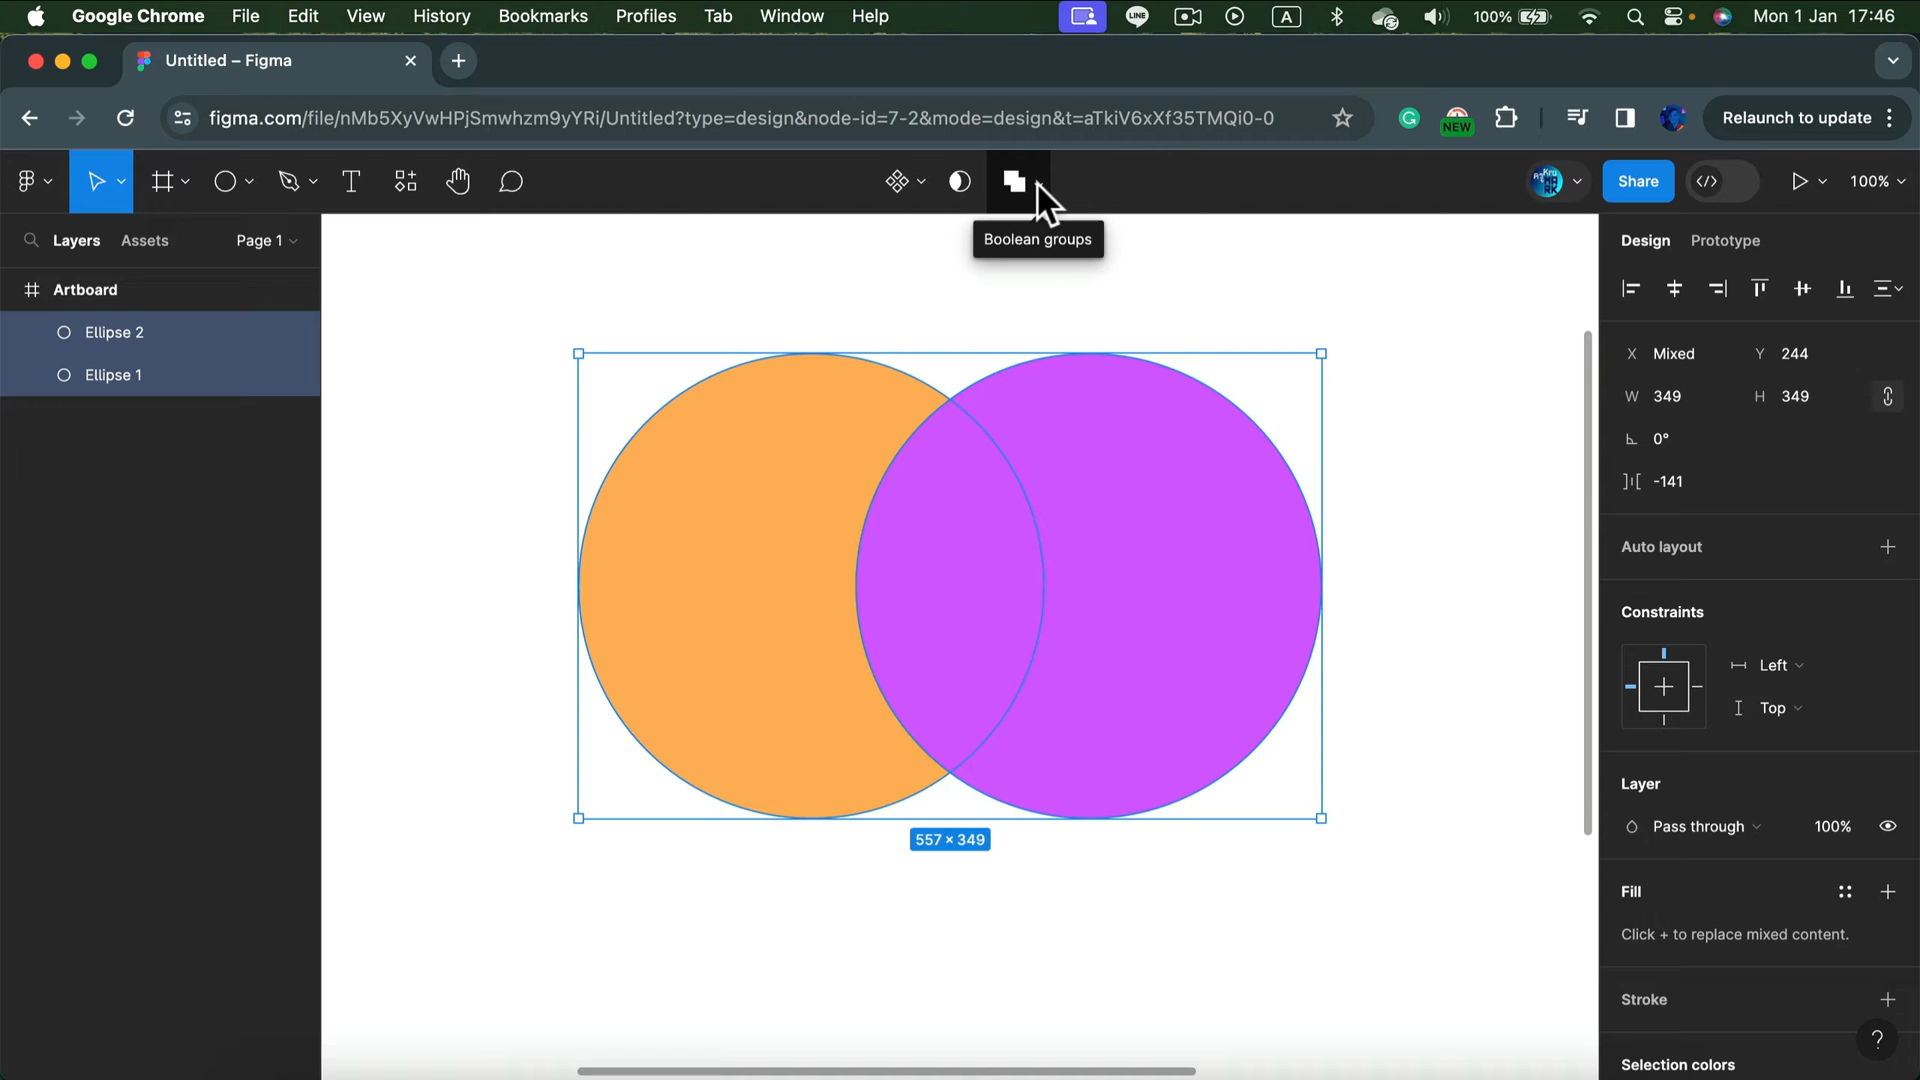 Google Chrome File Edit View History Bookmarks Profiles Tab Window Help LINE A 100% Mon 1 Jan 17:46
Untitled – Figma
figma.com/file/nMb5XyVwHPjSmwhzm9yYRi/Untitled?type=design&node-id=7-2&mode=design&t=aTkiV6xXf35TMQi0-0 NEW Relaunch to update
Share 100%
Boolean groups
Layers Assets Page 1
Artboard
Ellipse 2
Ellipse 1
557 × 349
Design Prototype
X Mixed Y 244
W 349 H 349
0°
-141
Auto layout
Constraints
Left
Top
Layer
Pass through 100%
Fill
Click + to replace mixed content.
Stroke
?
Selection colors